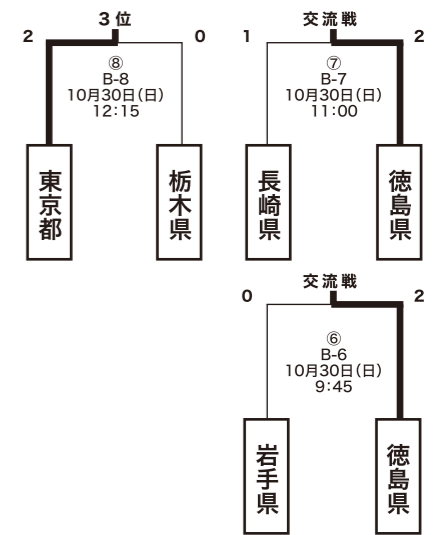 3位
2
0
⑧
B-8
10月30日(日)
12:15
東京都
栃木県
交流戦
1
2
⑦
B-7
10月30日(日)
11:00
長崎県
徳島県
交流戦
0
2
⑥
B-6
10月30日(日)
9:45
岩手県
徳島県